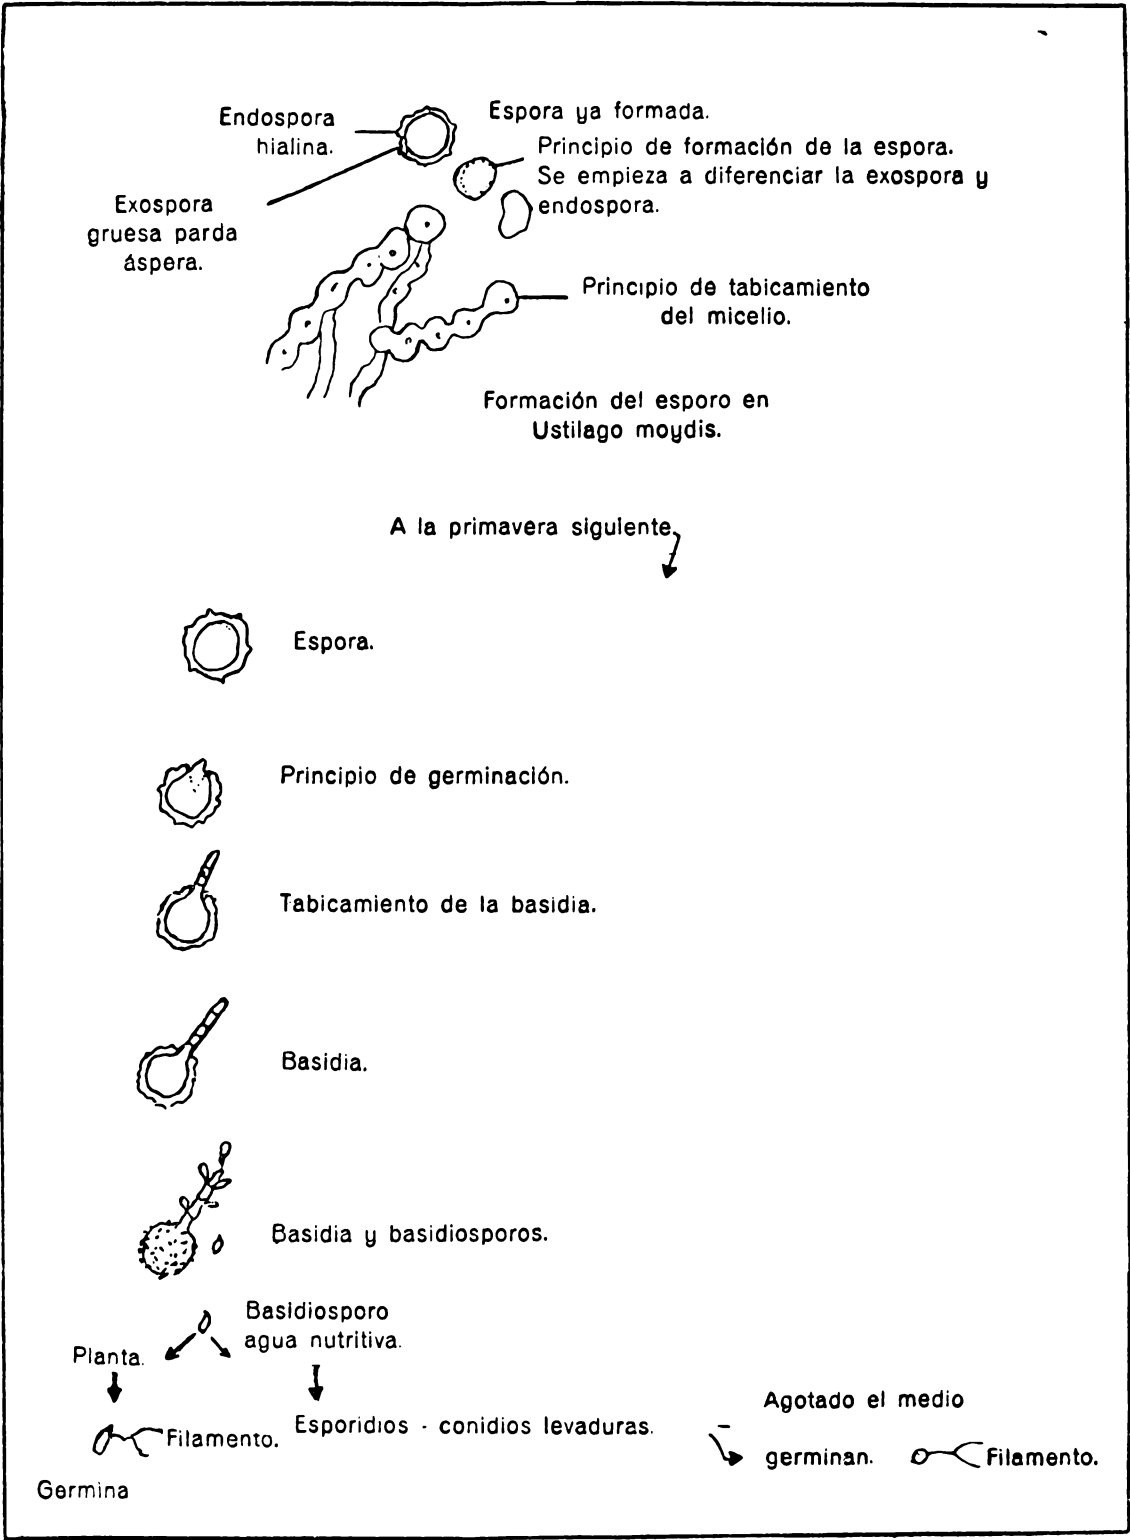 Endospora
hialina.
Espora ya formada.
Principio de formación de la espora.
Se empieza a diferenciar la exospora y
endospora.
Exospora
gruesa parda
áspera.
Principio de tabicamiento
del micelio.
Formación del esporo en
Ustilago moydis.
A la primavera siguiente,
Espora.
Principio de germinación.
Tabicamiento de la basidia.
Basidia.
Basidia y basidiosporos.
Basidiosporo
agua nutritiva.
Planta.
Filamento.
Esporidios - conidios levaduras.
Agotado el medio
germinan.
Filamento.
Germina